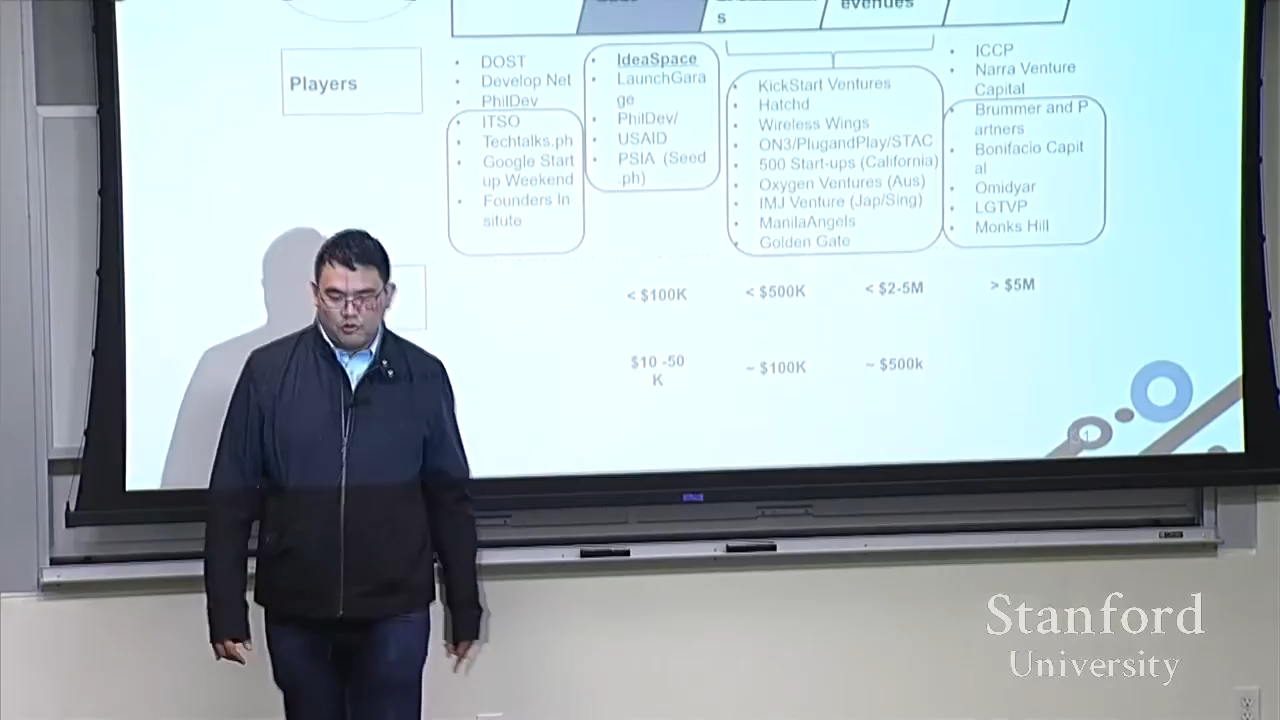 s
evenues
Players
DOST
Develop Net
PhilDev
ITSO
Techtalks.ph
Google Start
up Weekend
Founders In
situte
IdeaSpace
LaunchGara
ge
PhilDev/
USAID
PSIA (Seed
.ph)
KickStart Ventures
Hatchd
Wireless Wings
ON3/PlugandPlay/STAC
500 Start-ups (California)
Oxygen Ventures (Aus)
IMJ Venture (Jap/Sing)
ManilaAngels
Golden Gate
ICCP
Narra Venture
Capital
Brummer and P
artners
Bonifacio Capit
al
Omidyar
LGTVP
Monks Hill
< $100K
< $500K
< $2-5M
> $5M
$10 -50
K
~ $100K
~ $500k
Stanford
University